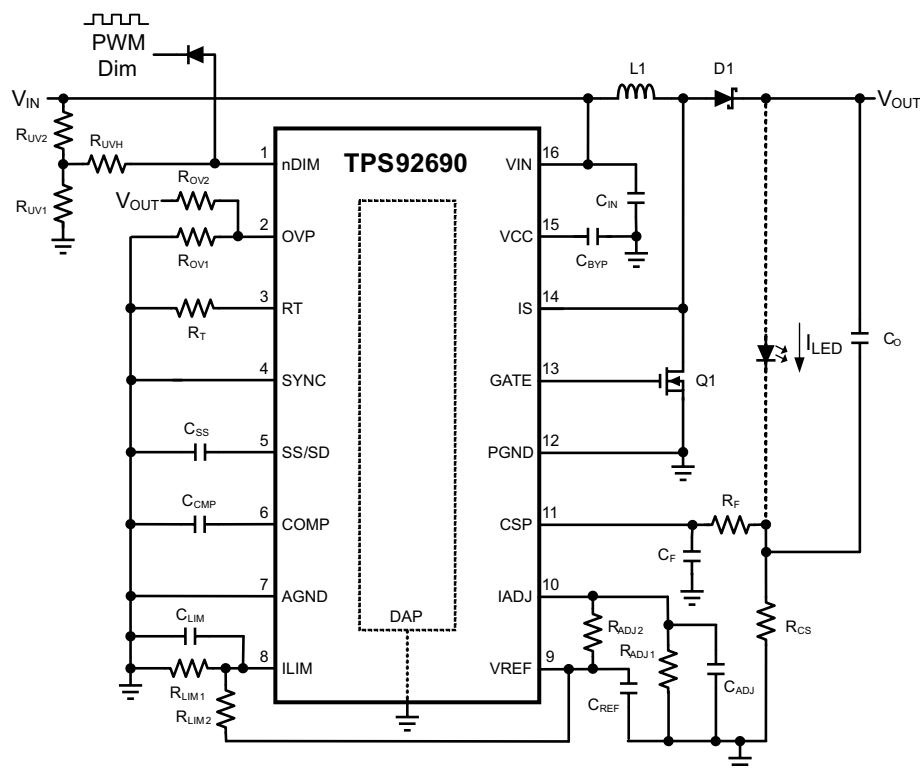 PWM
Dim
L1
D1
VIN
VOUT
RUV2
RUVH
RUV1
TPS92690
1
nDIM
VIN
16
CIN
ROV2
VOUT
2
OVP
VCC
15
CBYP
ROV1
3
RT
IS
14
RT
ILED
CO
4
SYNC
GATE
13
Q1
CSS
5
SS/SD
PGND
12
CCMP
6
COMP
CSP
11
RF
CF
7
AGND
IADJ
10
CLIM
DAP
RADJ2
RADJ1
RCS
8
ILIM
VREF
9
RLIM1
CREF
CADJ
RLIM2